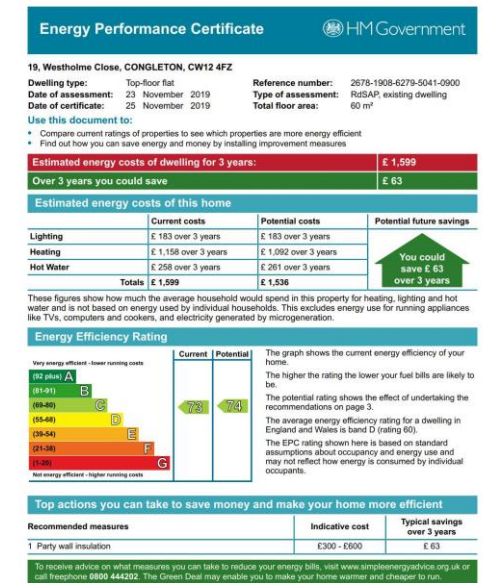 Energy Performance Certificate
HM Government
19, Westholme Close, CONGLETON, CW12 4FZ
Dwelling type: Top-floor flat
Date of assessment: 23 November 2019
Date of certificate: 25 November 2019
Reference number: 2678-1908-6279-5041-0900
Type of assessment: RdSAP, existing dwelling
Total floor area: 60 m²
Use this document to:
• Compare current ratings of properties to see which properties are more energy efficient
• Find out how you can save energy and money by installing improvement measures
Estimated energy costs of dwelling for 3 years: £ 1,599
Over 3 years you could save £ 63
Estimated energy costs of this home
Current costs Potential costs Potential future savings
Lighting £ 183 over 3 years £ 183 over 3 years
Heating £ 1,158 over 3 years £ 1,092 over 3 years
Hot Water £ 258 over 3 years £ 261 over 3 years
Totals £ 1,599 £ 1,536
You could
save £ 63
over 3 years
These figures show how much the average household would spend in this property for heating, lighting and hot
water and is not based on energy used by individual households. This excludes energy use for running appliances
like TVs, computers and cookers, and electricity generated by microgeneration.
Energy Efficiency Rating
Current Potential
Very energy efficient - lower running costs
(92 plus) A
(81-91) B
(69-80) C
(55-68) D
(39-54) E
(21-38) F
(1-20) G
73 74
Not energy efficient - higher running costs
The graph shows the current energy efficiency of your
home.
The higher the rating the lower your fuel bills are likely to
be.
The potential rating shows the effect of undertaking the
recommendations on page 3.
The average energy efficiency rating for a dwelling in
England and Wales is band D (rating 60).
The EPC rating shown here is based on standard
assumptions about occupancy and energy use and
may not reflect how energy is consumed by individual
occupants.
Top actions you can take to save money and make your home more efficient
Recommended measures Indicative cost Typical savings
over 3 years
1 Party wall insulation £300 - £600 £ 63
To receive advice on what measures you can take to reduce your energy bills, visit www.simpleenergyadvice.org.uk or
call freephone 0800 444202. The Green Deal may enable you to make your home warmer and cheaper to run.